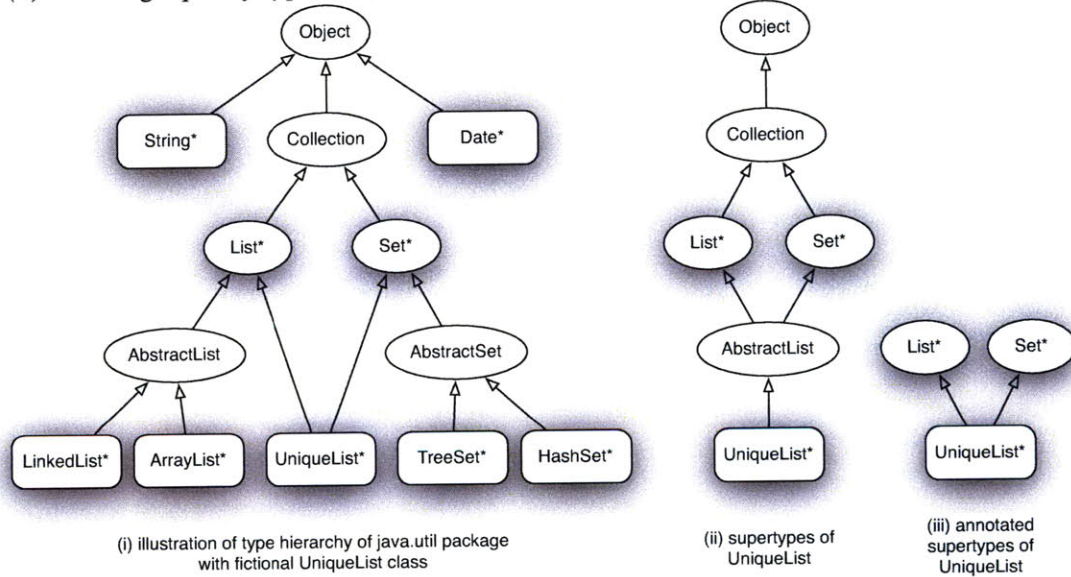 Object
String*
Collection
Date*
List*
Set*
AbstractList
AbstractSet
LinkedList*
ArrayList*
UniqueList*
TreeSet*
HashSet*
(i) illustration of type hierarchy of java.util package
with fictional UniqueList class
Object
Collection
List*
Set*
AbstractList
UniqueList*
(ii) supertypes of
UniqueList
List*
Set*
UniqueList*
(iii) annotated
supertypes of
UniqueList